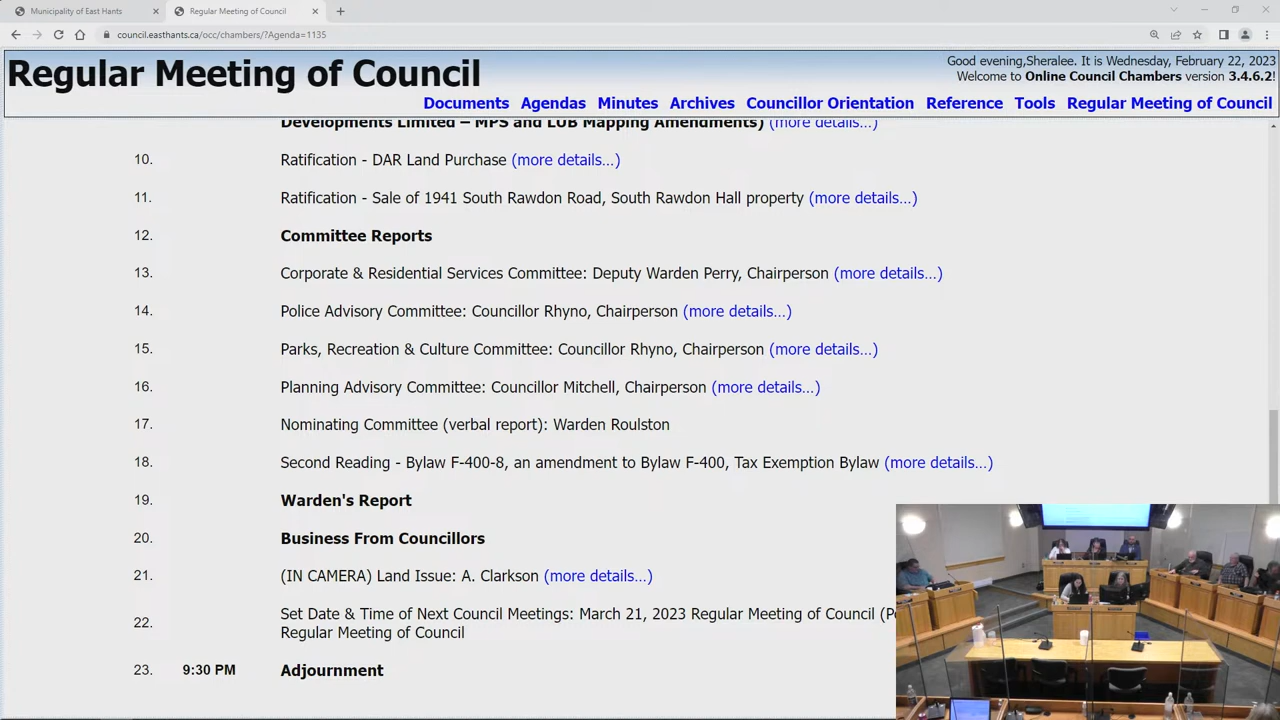 Municipality of East Hants
Regular Meeting of Council
council.easthants.ca/occ/chambers/?Agenda=1135
Regular Meeting of Council
Good evening,Sheralee. It is Wednesday, February 22, 2023
Welcome to Online Council Chambers version 3.4.6.2!
Documents Agendas Minutes Archives Councillor Orientation Reference Tools Regular Meeting of Council
Developments Limited – MPS and LUB Mapping Amendments) (more details...)
10. Ratification - DAR Land Purchase (more details...)
11. Ratification - Sale of 1941 South Rawdon Road, South Rawdon Hall property (more details...)
12. Committee Reports
13. Corporate & Residential Services Committee: Deputy Warden Perry, Chairperson (more details...)
14. Police Advisory Committee: Councillor Rhyno, Chairperson (more details...)
15. Parks, Recreation & Culture Committee: Councillor Rhyno, Chairperson (more details...)
16. Planning Advisory Committee: Councillor Mitchell, Chairperson (more details...)
17. Nominating Committee (verbal report): Warden Roulston
18. Second Reading - Bylaw F-400-8, an amendment to Bylaw F-400, Tax Exemption Bylaw (more details...)
19. Warden's Report
20. Business From Councillors
21. (IN CAMERA) Land Issue: A. Clarkson (more details...)
22. Set Date & Time of Next Council Meetings: March 21, 2023 Regular Meeting of Council
Regular Meeting of Council
23. 9:30 PM Adjournment